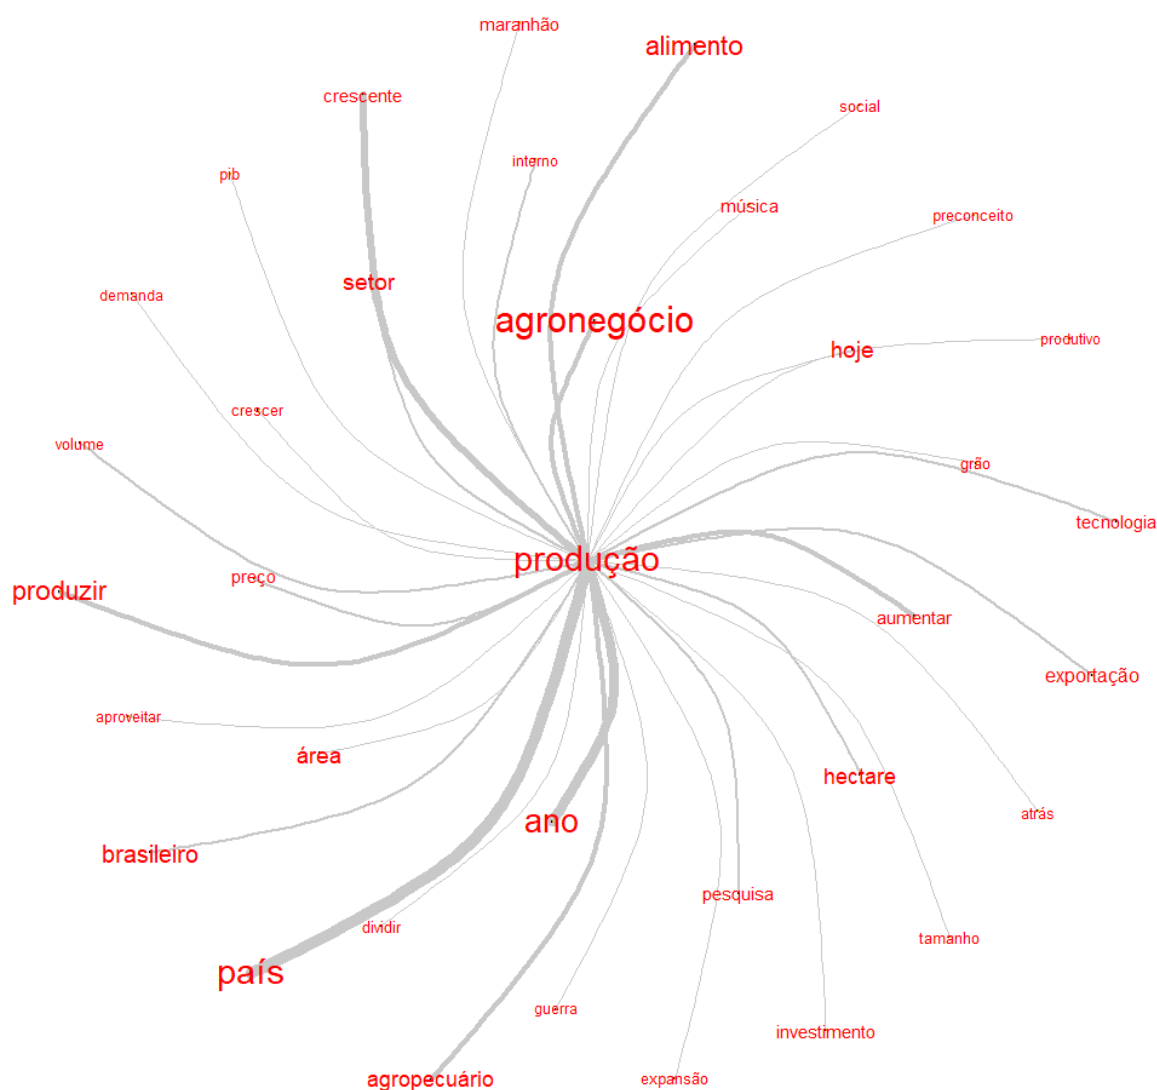 maranhão
alimento
crescente
social
interno
pib
música
preconceito
setor
demanda
agronegócio
produtivo
hoje
crescer
volume
grão
tecnologia
produção
preço
produzir
aumentar
exportação
aproveitar
área
hectare
atrás
ano
brasileiro
pesquisa
dividir
tamanho
país
guerra
investimento
agropecuário
expansão